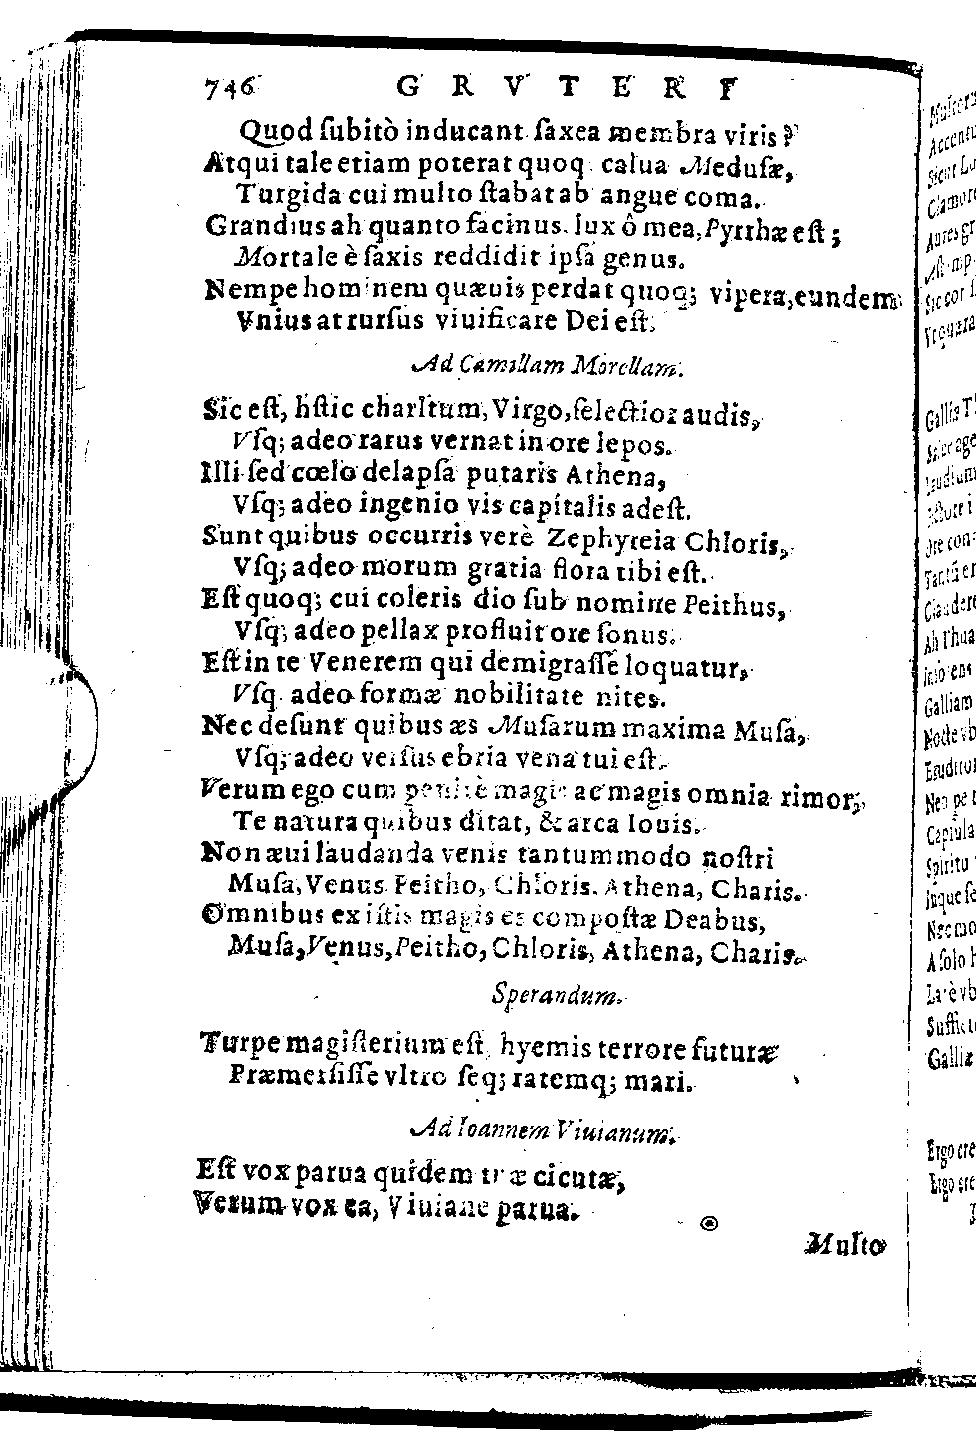 746 GRVTERI
Quod ſubitò inducant ſaxea membra viris?
Atqui tale etiam poterat quoq; calua Meduſæ,
Turgida cui multo ſtabat ab angue coma.
Grandius ah quanto facinus, lux ô mea, Pyrrhæ eſt;
Mortale è ſaxis reddidit ipſa genus.
Nempe hominem quæuis perdat quoq; vipera, eundem
Vnius at rurſus viuificare Dei eſt.
Ad Camillam Morellam.
Sic eſt, hſtic charItum, Virgo, ſelectior audis,
Vſq; adeo rarus vernat in ore lepos.
Illi ſed cœlo delapſa putaris Athena,
Vſq; adeo ingenio vis capitalis adeſt.
Sunt quibus occurris verè Zephyreia Chloris,
Vſq; adeo morum gratia flora tibi eſt.
Eſt quoq; cui coleris dio ſub nomine Peithus,
Vſq; adeo pellax profluit ore ſonus.
Eſt in te Venerem qui demigraſſe loquatur,
Vſq. adeo formæ nobilitate nites.
Nec deſunt quibus æs Muſarum maxima Muſa,
Vſq; adeo verſus ebria vena tui eſt.
Verum ego cum penitè magis ac magis omnia rimor,
Te natura quibus ditat, & arca Iouis.
Non æui laudanda venis tantummodo noſtri
Muſa, Venus, Peitho, Chloris, Athena, Charis.
Omnibus ex iſtis magis es compoſta Deabus,
Muſa, Venus, Peitho, Chloris, Athena, Charis.
Sperandum.
Turpe magiſterium eſt, hyemis terrore futuræ
Præmerſiſſe vltro ſeq; ratemq; mari.
Ad Ioannem Viuianum.
Eſt vox parua quidem tuæ cicutæ,
Verum vox ea, Viuiane parua.
Multo